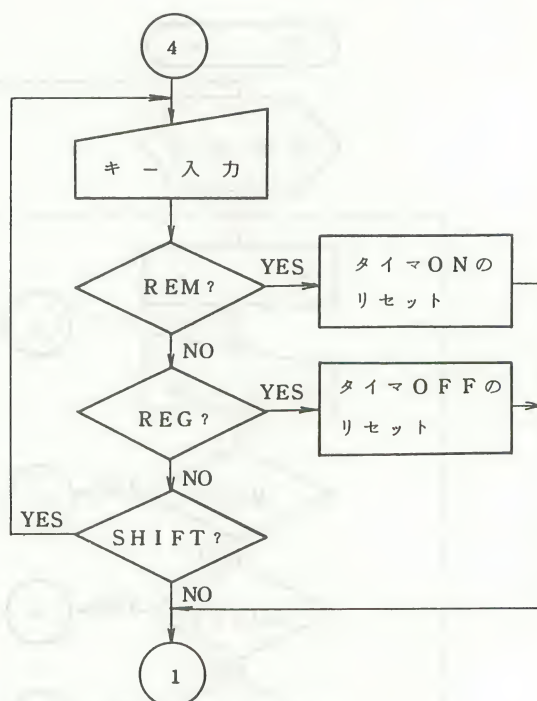 4
キー入力
REM?
YES
タイマONの
リセット
NO
REG?
YES
タイマOFFの
リセット
NO
YES
SHIFT?
NO
1